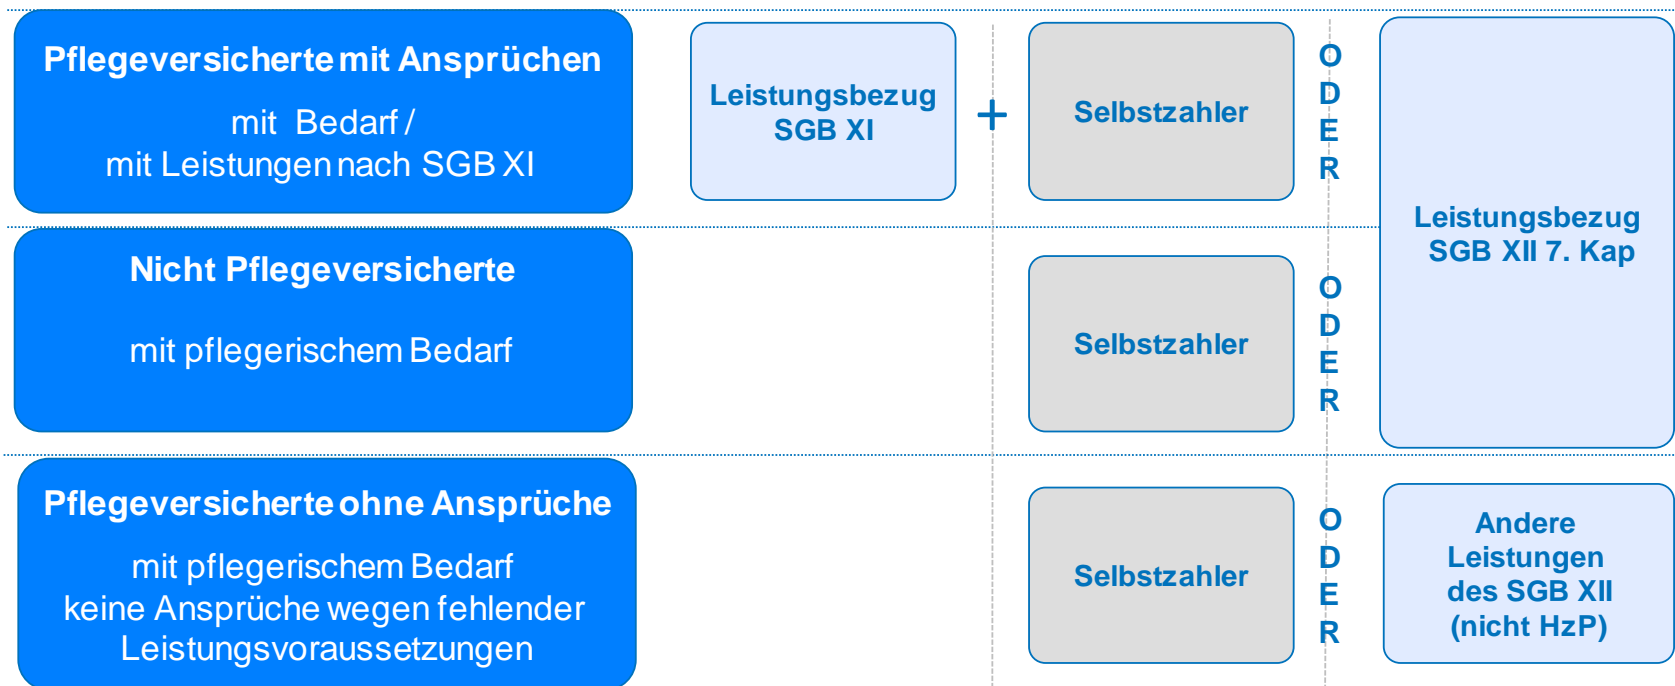 Pflegeversicherte mit Ansprüchen
mit Bedarf /
mit Leistungen nach SGB XI
Leistungsbezug
SGB XI
+
Selbstzahler
O
D
E
R
Leistungsbezug
SGB XII 7. Kap
Nicht Pflegeversicherte
mit pflegerischem Bedarf
Selbstzahler
O
D
E
R
Pflegeversicherte ohne Ansprüche
mit pflegerischem Bedarf
keine Ansprüche wegen fehlender
Leistungsvoraussetzungen
Selbstzahler
O
D
E
R
Andere
Leistungen
des SGB XII
(nicht HzP)